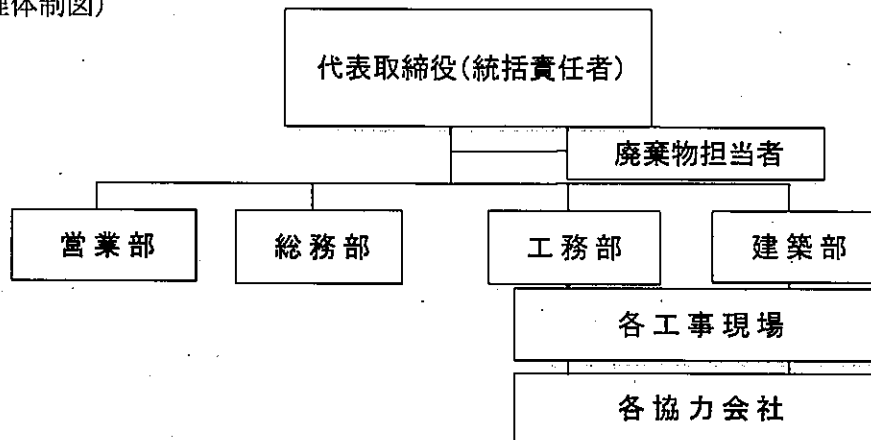 理体制図)
代表取締役(統括責任者)
廃棄物担当者
営業部
総務部
工務部
建築部
各工事現場
各協力会社